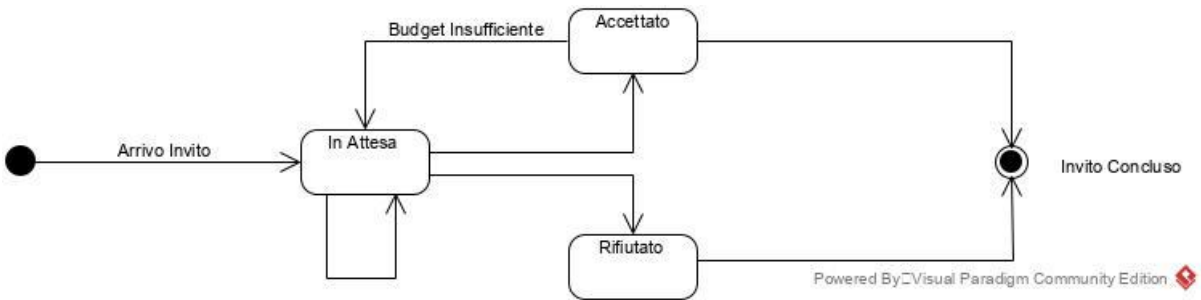 Accettato
Budget Insufficiente
In Attesa
Arrivo Invito
Invito Concluso
Rifiutato
Powered By Visual Paradigm Community Edition